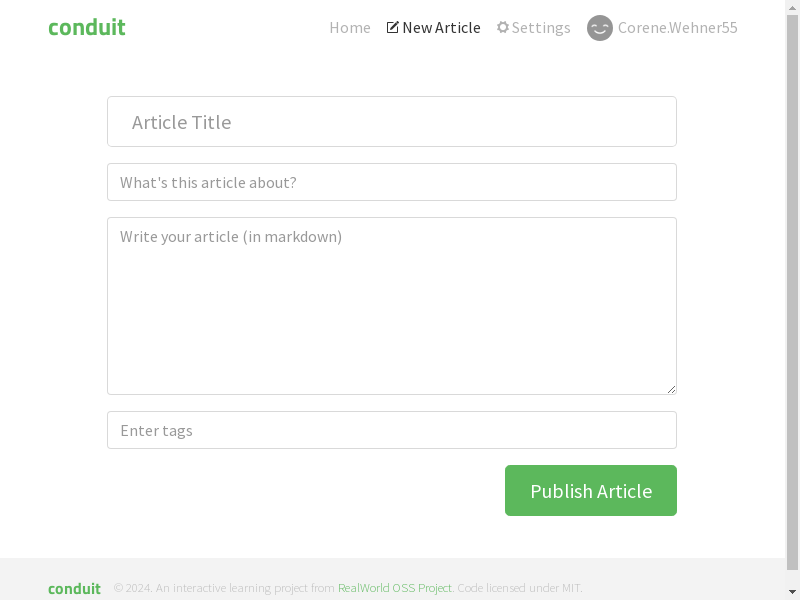 conduit
Home New Article Settings Corene.Wehner55
Article Title
What's this article about?
Write your article (in markdown)
Enter tags
Publish Article
conduit © 2024. An interactive learning project from RealWorld OSS Project. Code licensed under MIT.